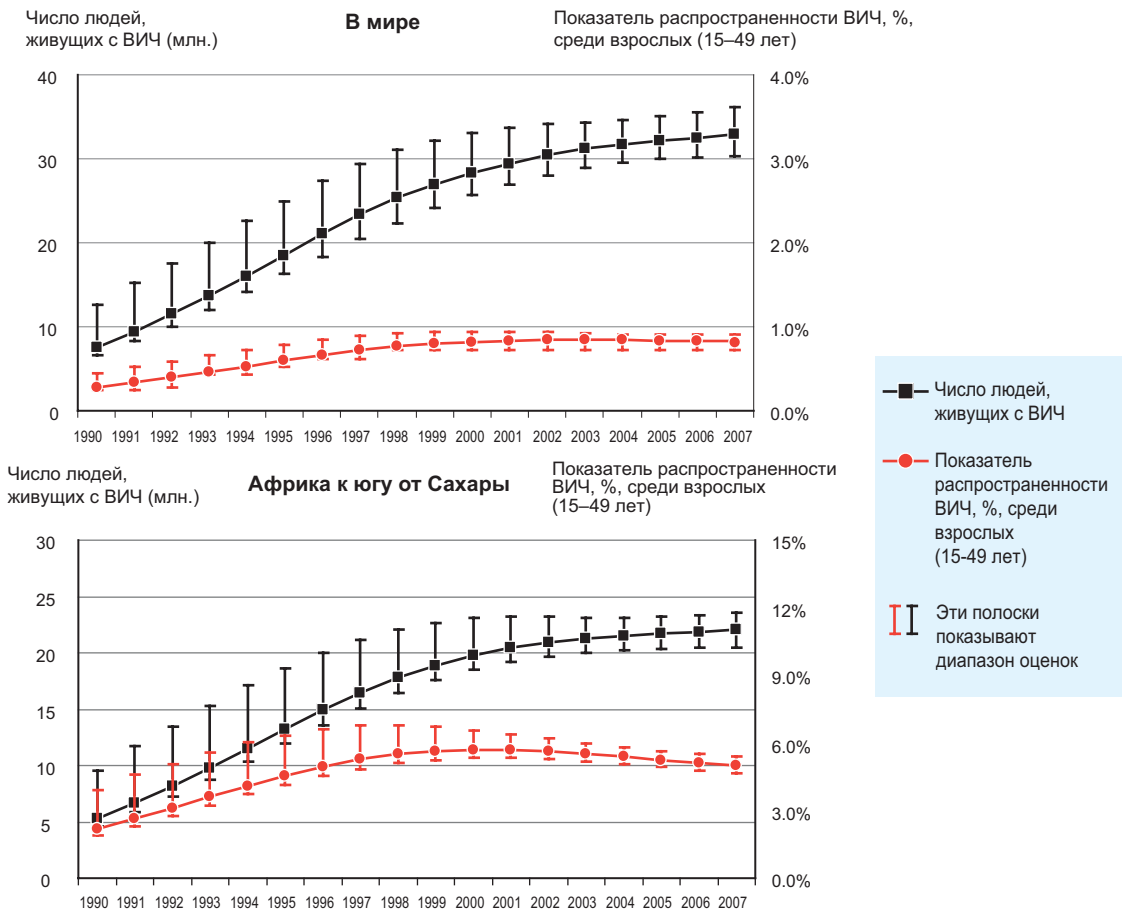 Число людей,
живущих с ВИЧ (млн.)
В мире
Показатель распространенности ВИЧ, %,
среди взрослых (15–49 лет)
40
30
20
10
0
4.0%
3.0%
2.0%
1.0%
0.0%
1990 1991 1992 1993 1994 1995 1996 1997 1998 1999 2000 2001 2002 2003 2004 2005 2006 2007
Число людей,
живущих с ВИЧ (млн.)
Африка к югу от Сахары
Показатель распространенности
ВИЧ, %, среди взрослых
(15–49 лет)
30
25
20
15
10
5
0
15%
12%
9.0%
6.0%
3.0%
0.0%
1990 1991 1992 1993 1994 1995 1996 1997 1998 1999 2000 2001 2002 2003 2004 2005 2006 2007
Число людей,
живущих с ВИЧ
Показатель
распространенности
ВИЧ, %, среди
взрослых
(15-49 лет)
Эти полоски
показывают
диапазон оценок